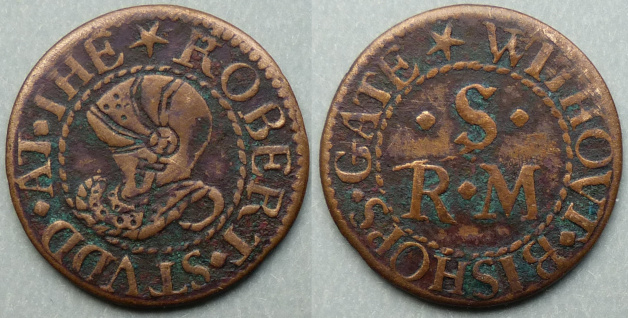 ★ ROBERT · STVDD · AT · THE
WITHOVT · BISHOPS · GATE ★
· S ·
R · M